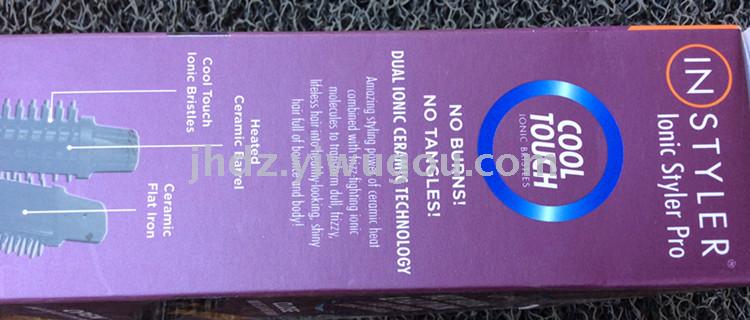 IN STYLER®
Ionic Styler Pro
COOL
TOUCH
IONIC BRISTLES
NO BURNS!
NO TANGLES!
DUAL IONIC CERAMIC TECHNOLOGY
Amazing styling power of ceramic heat
combined with frizz-fighting ionic
molecules to transform dull, frizzy,
lifeless hair into healthy-looking, shiny
hair full of bounce and body!
Cool Touch
Ionic Bristles
Heated
Ceramic Barrel
Ceramic
Flat Iron
jhdz.yiwugou.com